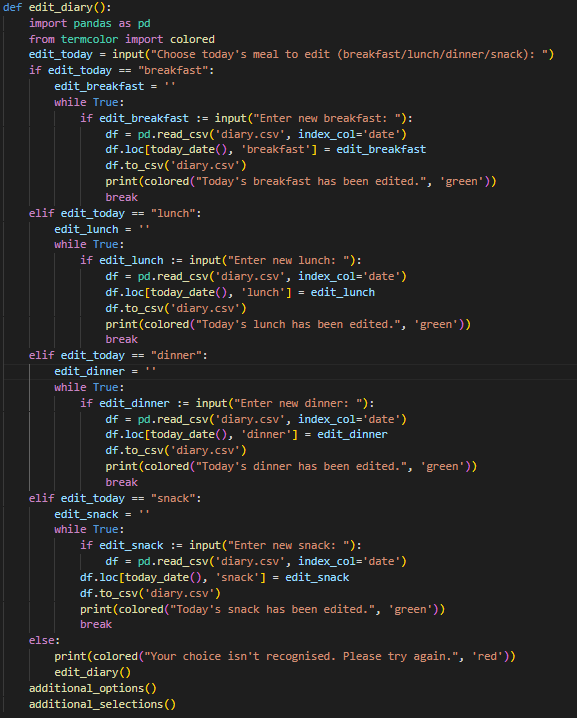 def edit_diary():
    import pandas as pd
    from termcolor import colored
    edit_today = input("Choose today's meal to edit (breakfast/lunch/dinner/snack): ")
    if edit_today == "breakfast":
        edit_breakfast = ''
        while True:
            if edit_breakfast := input("Enter new breakfast: "):
                df = pd.read_csv('diary.csv', index_col='date')
                df.loc[today_date(), 'breakfast'] = edit_breakfast
                df.to_csv('diary.csv')
                print(colored("Today's breakfast has been edited.", 'green'))
                break
    elif edit_today == "lunch":
        edit_lunch = ''
        while True:
            if edit_lunch := input("Enter new lunch: "):
                df = pd.read_csv('diary.csv', index_col='date')
                df.loc[today_date(), 'lunch'] = edit_lunch
                df.to_csv('diary.csv')
                print(colored("Today's lunch has been edited.", 'green'))
                break
    elif edit_today == "dinner":
        edit_dinner = ''
        while True:
            if edit_dinner := input("Enter new dinner: "):
                df = pd.read_csv('diary.csv', index_col='date')
                df.loc[today_date(), 'dinner'] = edit_dinner
                df.to_csv('diary.csv')
                print(colored("Today's dinner has been edited.", 'green'))
                break
    elif edit_today == "snack":
        edit_snack = ''
        while True:
            if edit_snack := input("Enter new snack: "):
                df = pd.read_csv('diary.csv', index_col='date')
            df.loc[today_date(), 'snack'] = edit_snack
            df.to_csv('diary.csv')
            print(colored("Today's snack has been edited.", 'green'))
            break
    else:
        print(colored("Your choice isn't recognised. Please try again.", 'red'))
        edit_diary()
    additional_options()
    additional_selections()